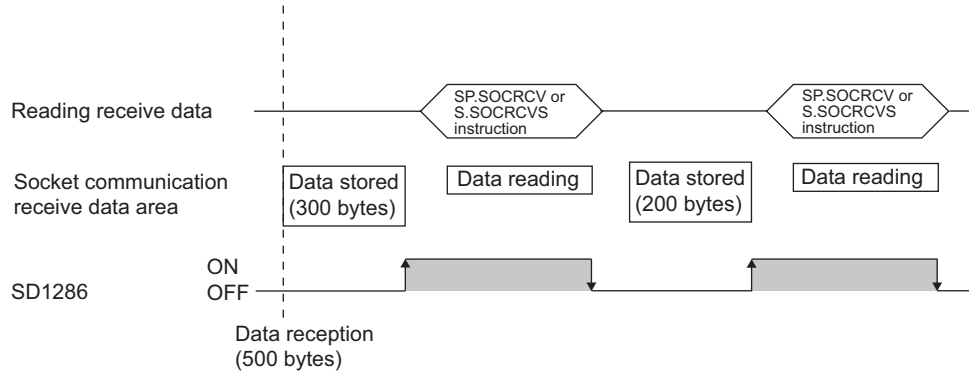 Reading receive data
SP.SOCRCV or
S.SOCRCVS
instruction
SP.SOCRCV or
S.SOCRCVS
instruction
Socket communication
receive data area
Data stored
(300 bytes)
Data reading
Data stored
(200 bytes)
Data reading
SD1286
ON
OFF
Data reception
(500 bytes)